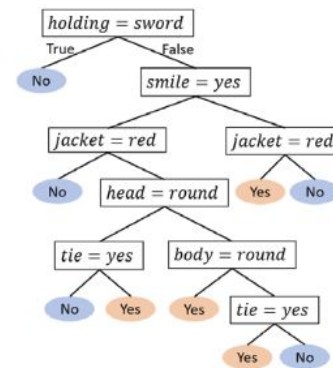 holding = sword
True False
No smile = yes
jacket = red jacket = red
No head = round Yes No
tie = yes body = round
No Yes Yes tie = yes
Yes No